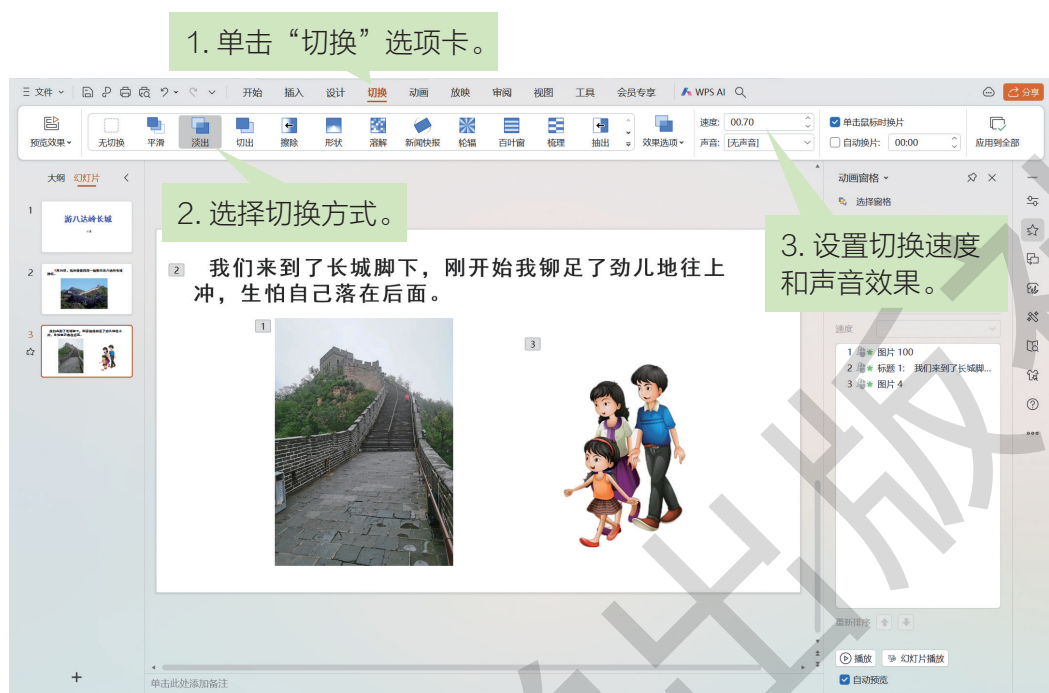 1. 单击“切换”选项卡。
三 文件
开始 插入 设计 切换 动画 放映 审阅 视图 工具 会员专享 WPS AI
分享
预览效果
无切换 平滑 淡出 切出 擦除 形状 溶解 新闻快报 轮辐 百叶窗 梳理 抽出 效果选项
速度: 00.70
声音: [无声音]
单击鼠标时换片
自动换片: 00:00
应用到全部
大纲 幻灯片
1
游八达岭长城
2
3
2. 选择切换方式。
2 我们来到了长城脚下，刚开始我铆足了劲儿地往上
冲，生怕自己落在后面。
1
3
3. 设置切换速度
和声音效果。
动画窗格
选择窗格
速度
1 图片 100
2 标题 1： 我们来到了长城脚...
3 图片 4
重新排序
播放 幻灯片播放
自动预览
单击此处添加备注